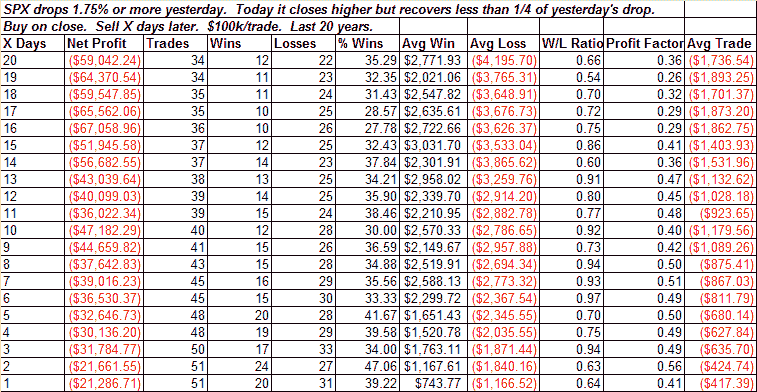 SPX drops 1.75% or more yesterday. Today it closes higher but recovers less than 1/4 of yesterday's drop.
Buy on close. Sell X days later. $100k/trade. Last 20 years.
X Days Net Profit Trades Wins Losses % Wins Avg Win Avg Loss W/L Ratio Profit Factor Avg Trade
20 ($59,042.24) 34 12 22 35.29 $2,771.93 ($4,195.70) 0.66 0.36 ($1,736.54)
19 ($64,370.54) 34 11 23 32.35 $2,021.06 ($3,765.31) 0.54 0.26 ($1,893.25)
18 ($59,547.85) 35 11 24 31.43 $2,547.82 ($3,648.91) 0.70 0.32 ($1,701.37)
17 ($65,562.06) 35 10 25 28.57 $2,635.61 ($3,676.73) 0.72 0.29 ($1,873.20)
16 ($67,058.96) 36 10 26 27.78 $2,722.66 ($3,626.37) 0.75 0.29 ($1,862.75)
15 ($51,945.58) 37 12 25 32.43 $3,031.70 ($3,533.04) 0.86 0.41 ($1,403.93)
14 ($56,682.55) 37 14 23 37.84 $2,301.91 ($3,865.62) 0.60 0.36 ($1,531.96)
13 ($43,039.64) 38 13 25 34.21 $2,958.02 ($3,259.76) 0.91 0.47 ($1,132.62)
12 ($40,099.03) 39 14 25 35.90 $2,339.70 ($2,914.20) 0.80 0.45 ($1,028.18)
11 ($36,022.34) 39 15 24 38.46 $2,210.95 ($2,882.78) 0.77 0.48 ($923.65)
10 ($47,182.29) 40 12 28 30.00 $2,570.33 ($2,786.65) 0.92 0.40 ($1,179.56)
9 ($44,659.82) 41 15 26 36.59 $2,149.67 ($2,957.88) 0.73 0.42 ($1,089.26)
8 ($37,642.83) 43 15 28 34.88 $2,519.91 ($2,694.34) 0.94 0.50 ($875.41)
7 ($39,016.23) 45 16 29 35.56 $2,588.13 ($2,773.32) 0.93 0.51 ($867.03)
6 ($36,530.37) 45 15 30 33.33 $2,299.72 ($2,367.54) 0.97 0.49 ($811.79)
5 ($32,646.73) 48 20 28 41.67 $1,651.43 ($2,345.55) 0.70 0.50 ($680.14)
4 ($30,136.20) 48 19 29 39.58 $1,520.78 ($2,035.55) 0.75 0.49 ($627.84)
3 ($31,784.77) 50 17 33 34.00 $1,763.11 ($1,871.44) 0.94 0.49 ($635.70)
2 ($21,661.55) 51 24 27 47.06 $1,167.61 ($1,840.16) 0.63 0.56 ($424.74)
1 ($21,286.71) 51 20 31 39.22 $743.77 ($1,166.52) 0.64 0.41 ($417.39)